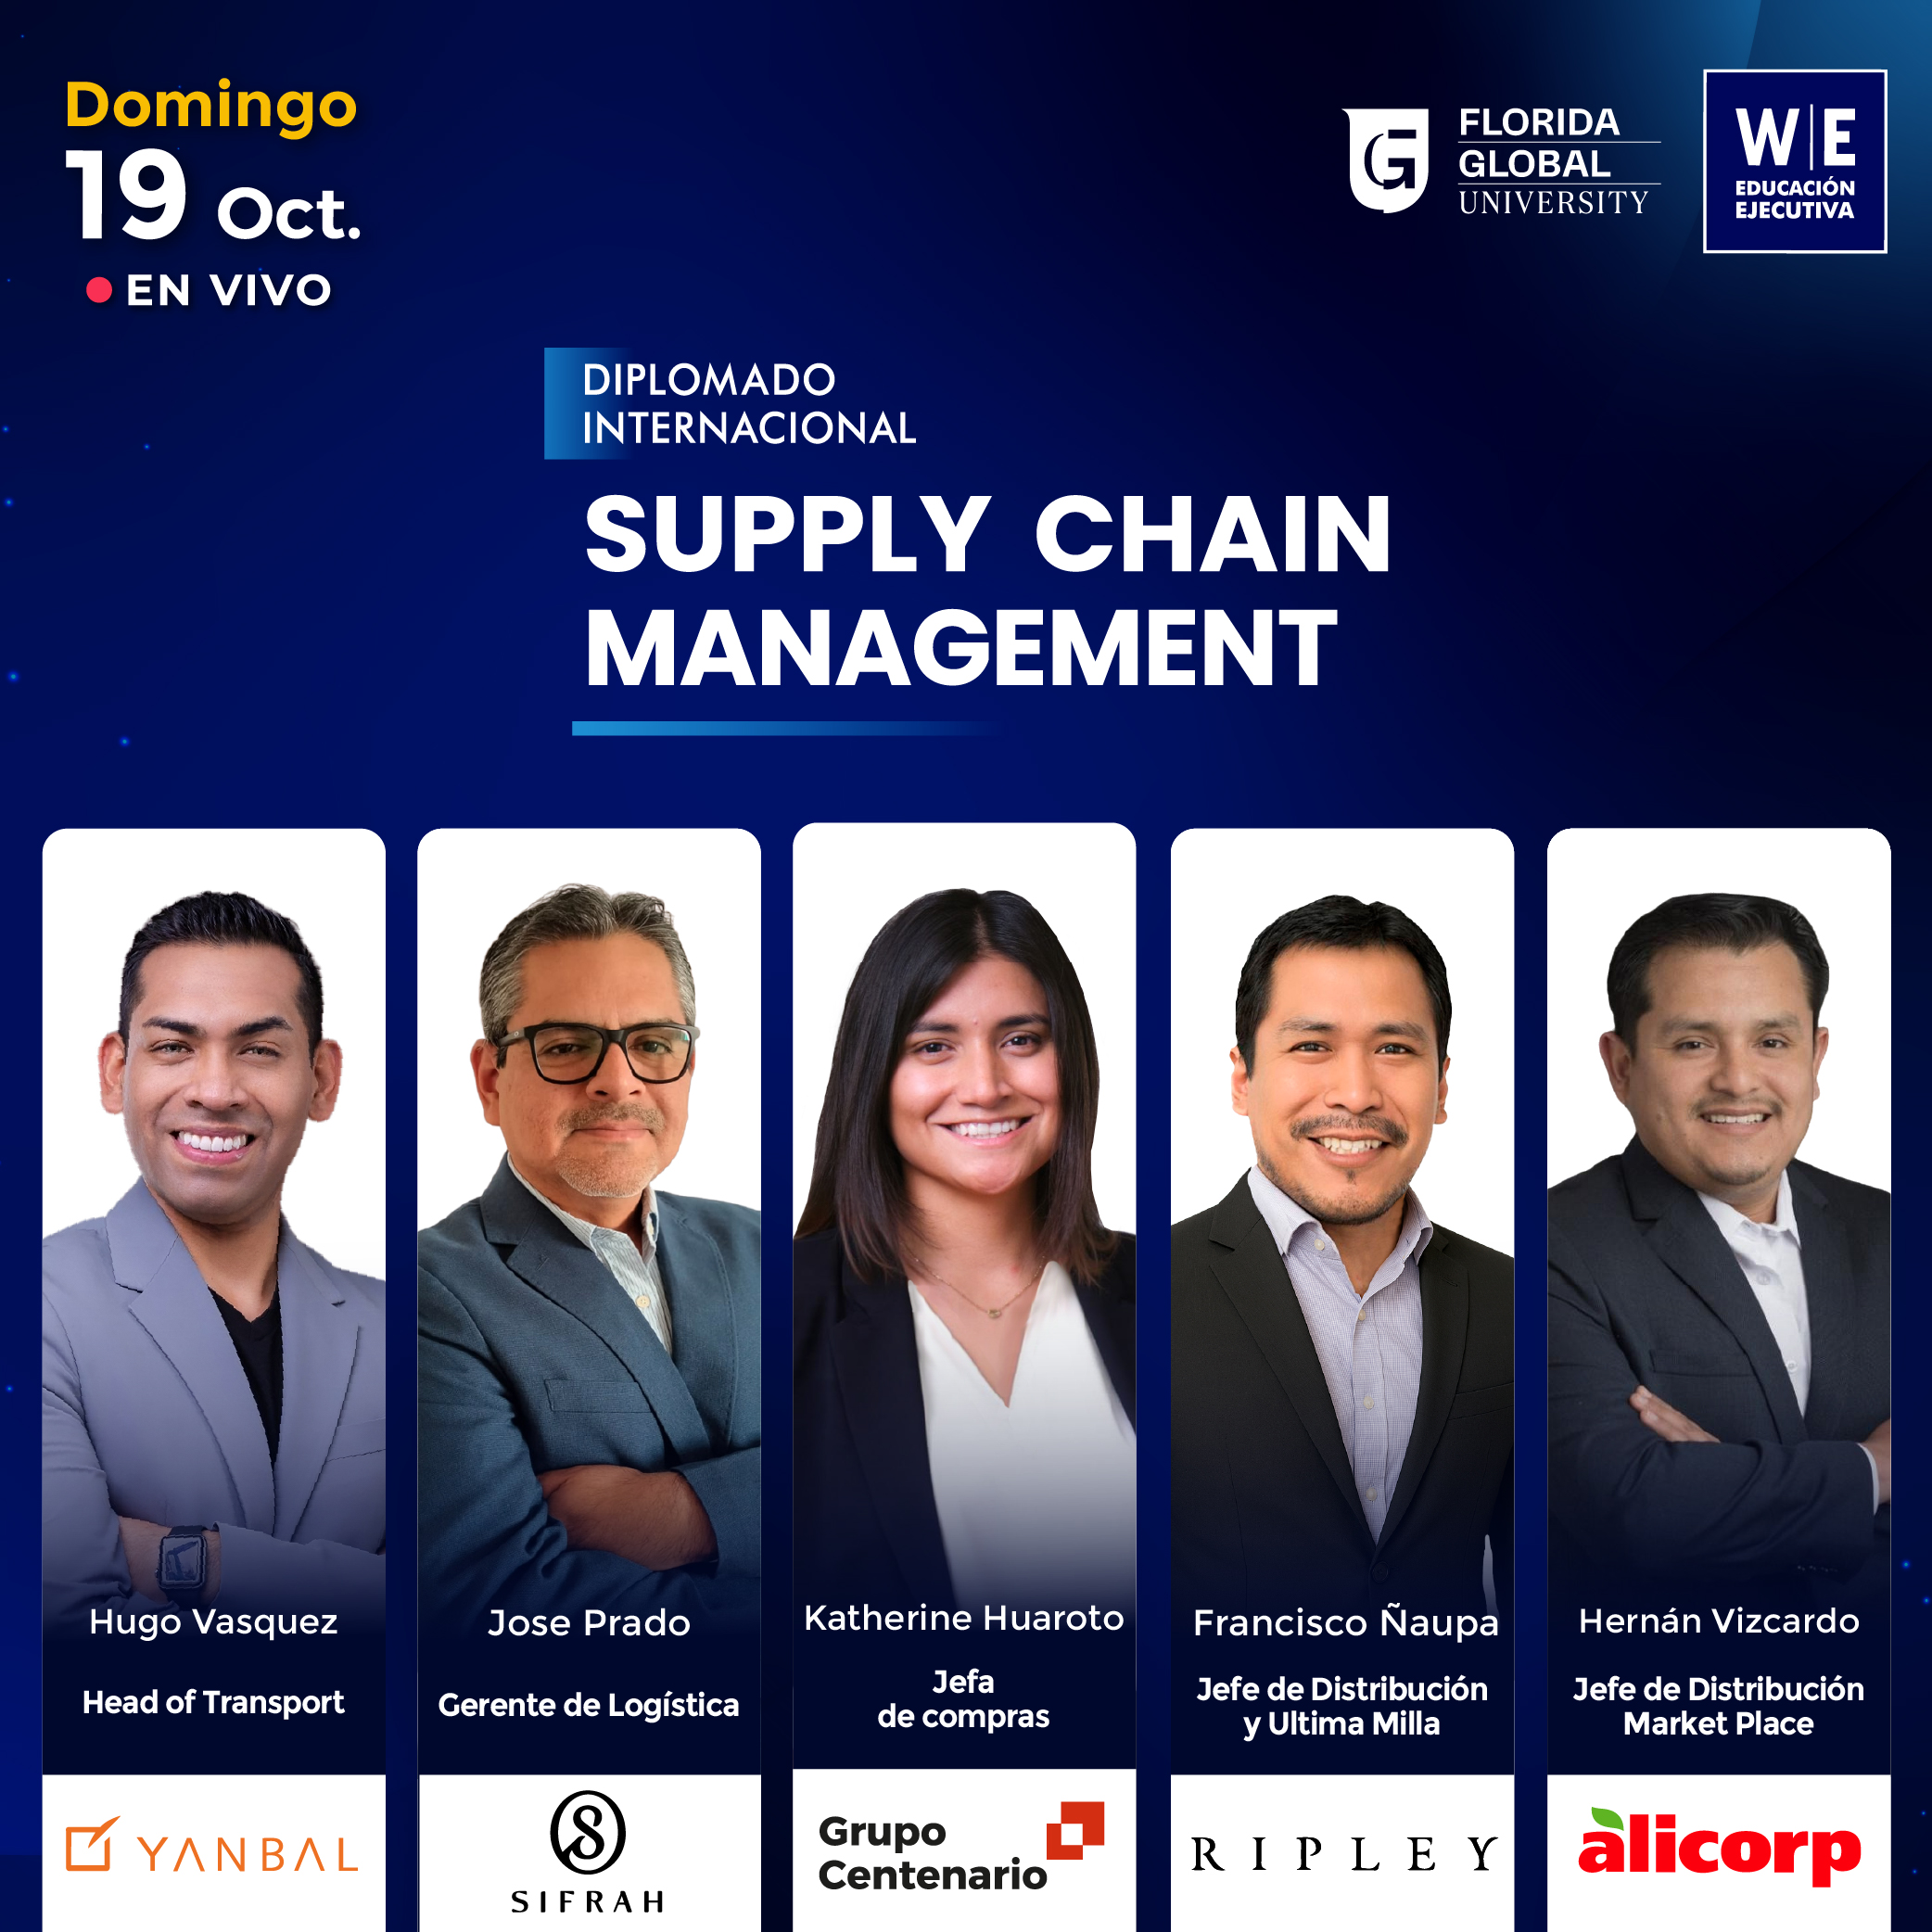 Domingo
19 Oct.
EN VIVO
FLORIDA
GLOBAL
UNIVERSITY
W|E
EDUCACIÓN
EJECUTIVA
DIPLOMADO
INTERNACIONAL
SUPPLY CHAIN
MANAGEMENT
Hugo Vasquez
Head of Transport
YANBAL
Jose Prado
Gerente de Logística
SIFRAH
Katherine Huaroto
Jefa
de compras
Grupo
Centenario
Francisco Ñaupa
Jefe de Distribución
y Ultima Milla
RIPLEY
Hernán Vizcardo
Jefe de Distribución
Market Place
alicorp